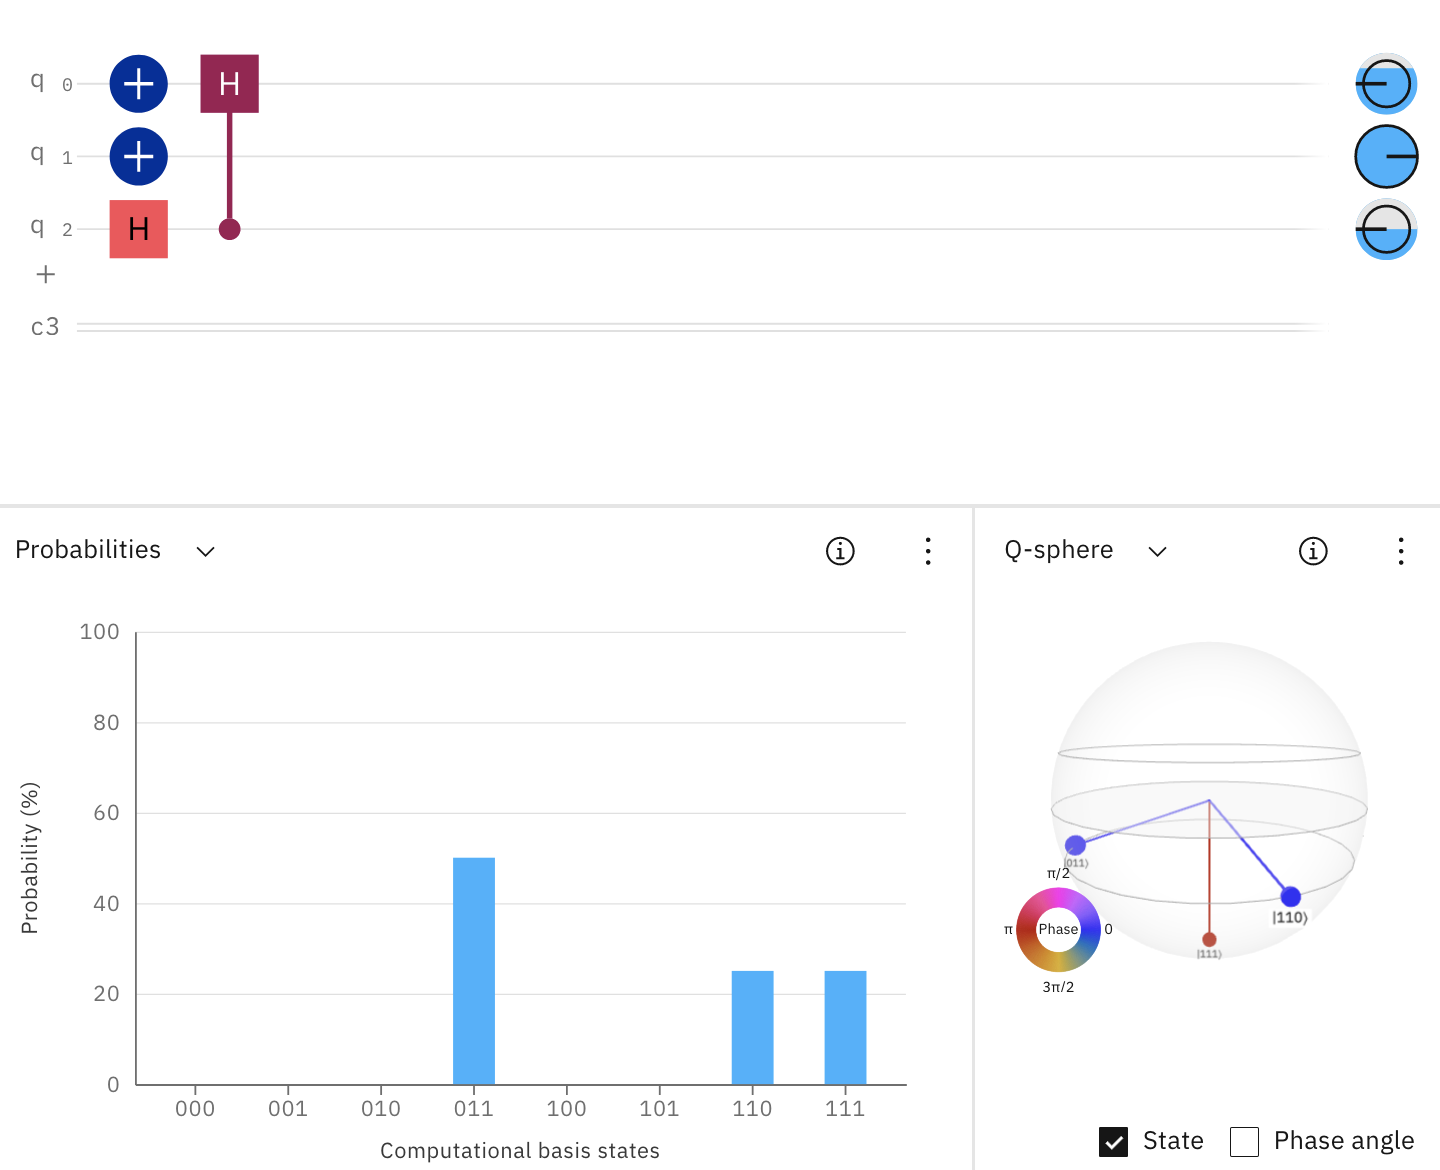 q 0 H
q 1
q 2 H
+
c3
Probabilities
Q-sphere
100
80
60
40
20
0
Probability (%)
000 001 010 011 100 101 110 111
Computational basis states
|011⟩
π/2
|110⟩
π Phase 0
|111⟩
3π/2
State Phase angle